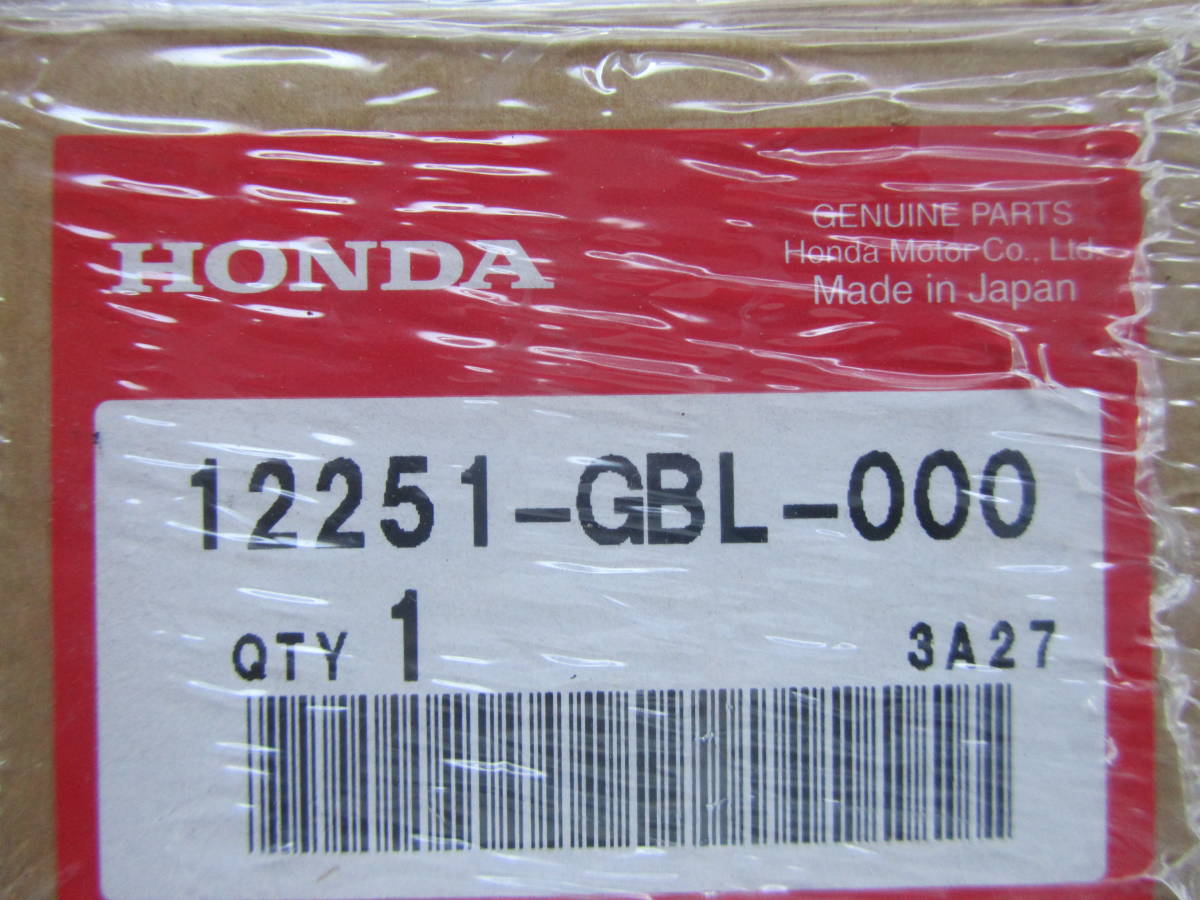 HONDA
GENUINE PARTS
Honda Motor Co., Ltd.
Made in Japan
12251-GBL-000
QTY 1
3A27